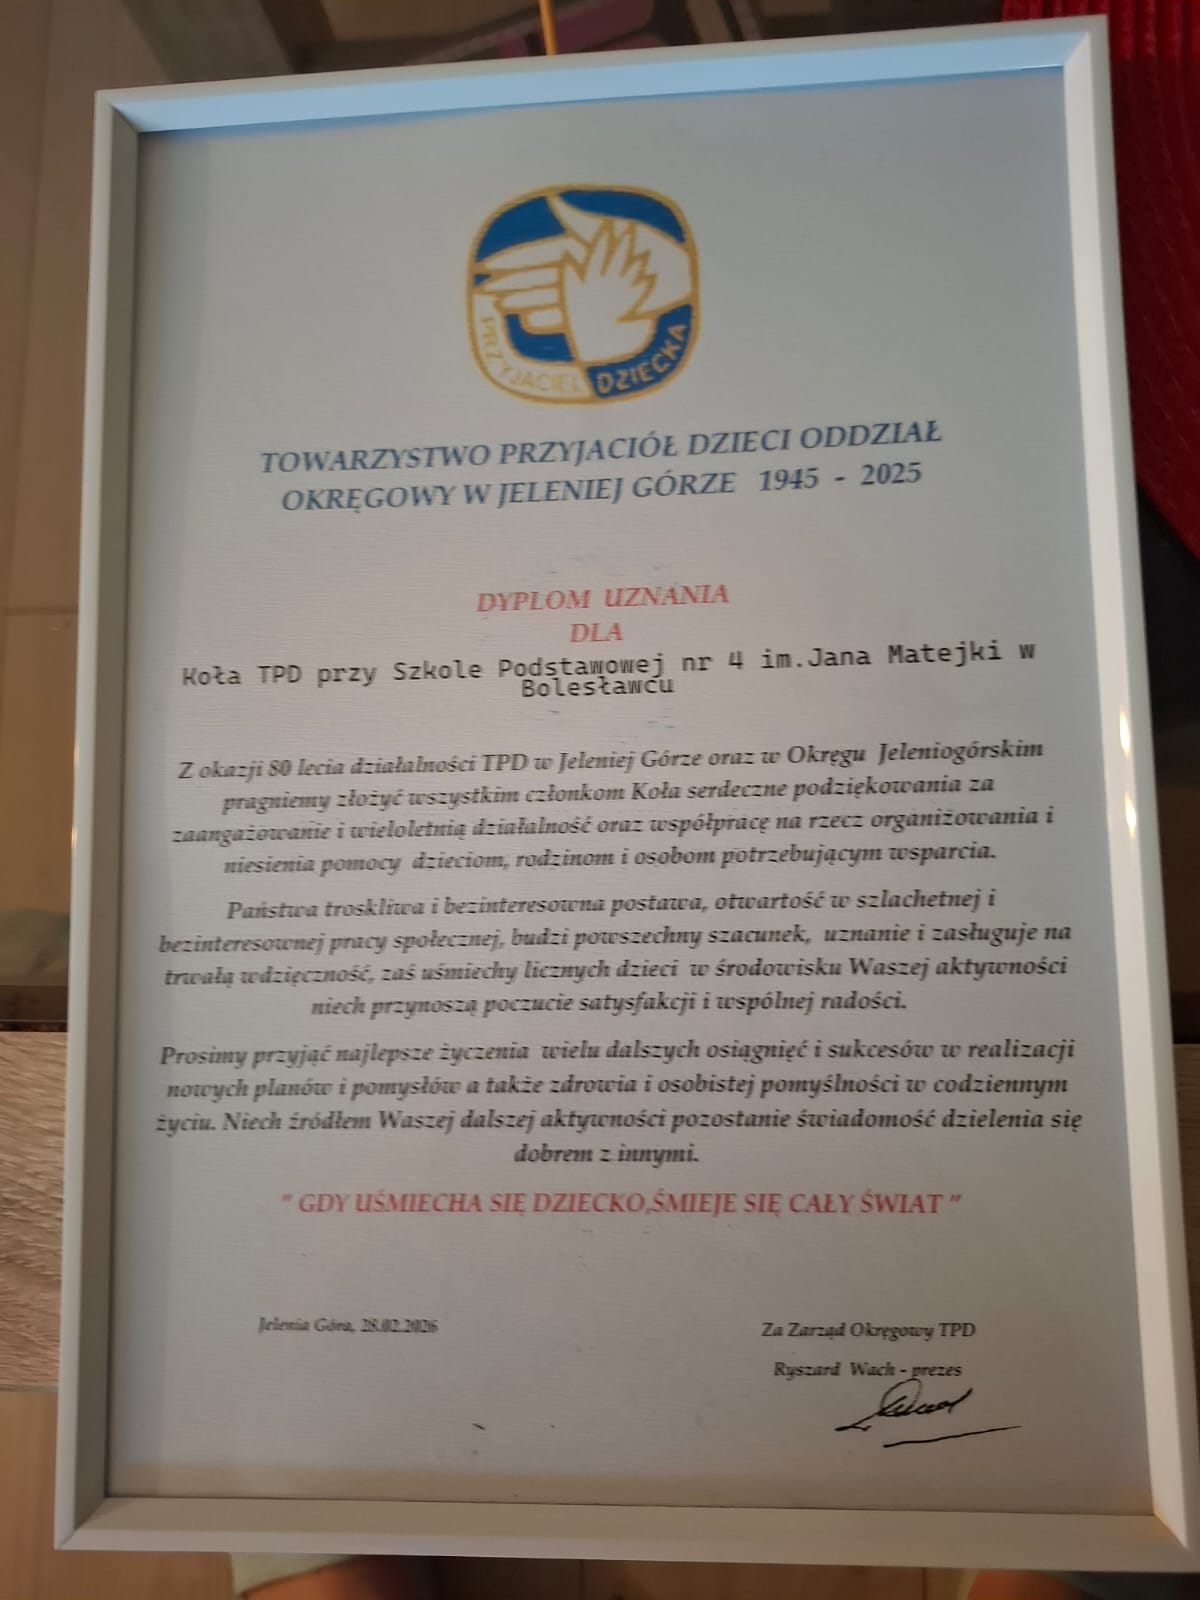 PRZYJACIEL DZIECKA
TOWARZYSTWO PRZYJACIÓŁ DZIECI ODDZIAŁ
OKRĘGOWY W JELENIEJ GÓRZE 1945 - 2025
DYPLOM UZNANIA
DLA
Koła TPD przy Szkole Podstawowej nr 4 im.Jana Matejki w
Bolesławcu
Z okazji 80 lecia działalności TPD w Jeleniej Górze oraz w Okręgu Jeleniogórskim
pragniemy złożyć wszystkim członkom Koła serdeczne podziękowania za
zaangażowanie i wieloletnią działalność oraz współpracę na rzecz organiżowania i
niesienia pomocy dzieciom, rodzinom i osobom potrzebującym wsparcia.
Państwa troskliwa i bezinteresowna postawa, otwartość w szlachetnej i
bezinteresownej pracy społecznej, budzi powszechny szacunek, uznanie i zasługuje na
trwałą wdzięczność, zaś uśmiechy licznych dzieci w środowisku Waszej aktywności
niech przynoszą poczucie satysfakcji i wspólnej radości.
Prosimy przyjąć najlepsze życzenia wielu dalszych osiągnięć i sukcesów w realizacji
nowych planów i pomysłów a także zdrowia i osobistej pomyślności w codziennym
życiu. Niech źródłem Waszej dalszej aktywności pozostanie świadomość dzielenia się
dobrem z innymi.
" GDY UŚMIECHA SIĘ DZIECKO,ŚMIEJE SIĘ CAŁY ŚWIAT "
Jelenia Góra, 28.02.2026
Za Zarząd Okręgowy TPD
Ryszard Wach - prezes